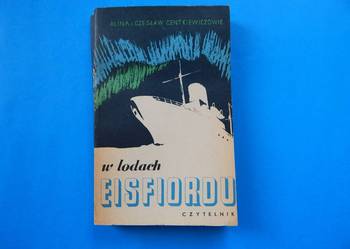 ALINA i CZESŁAW CENTKIEWICZOWIE
w lodach
EISFIORDU
CZYTELNIK